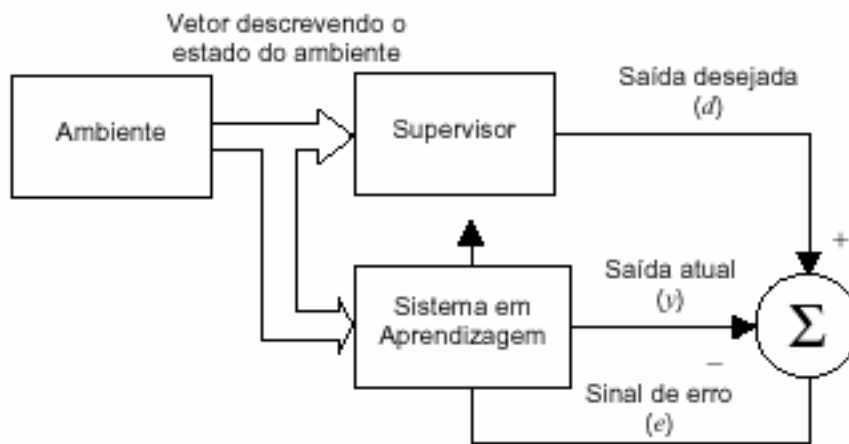 Vetor descrevendo o
estado do ambiente
Ambiente
Supervisor
Saída desejada
(d)
+
Sistema em
Aprendizagem
Saída atual
(y)
Σ
−
Sinal de erro
(e)